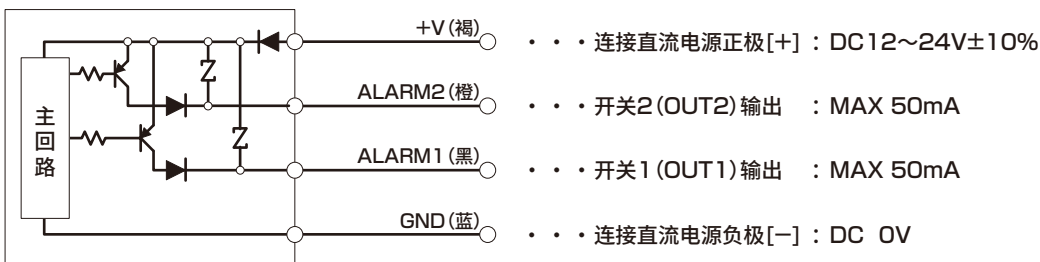 +V(褐) ・・・连接直流电源正极[+] : DC12～24V±10%
ALARM2(橙) ・・・开关2(OUT2)输出 : MAX 50mA
主回路
ALARM1(黑) ・・・开关1(OUT1)输出 : MAX 50mA
GND(蓝) ・・・连接直流电源负极[－] : DC 0V